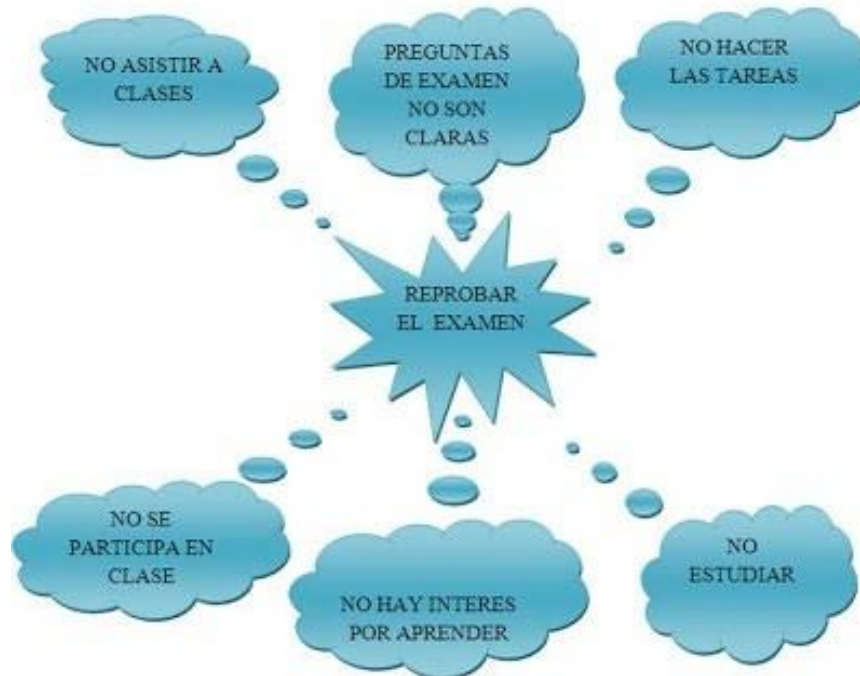 NO ASISTIR A
CLASES
PREGUNTAS
DE EXAMEN
NO SON
CLARAS
NO HACER
LAS TAREAS
REPROBAR
EL EXAMEN
NO SE
PARTICIPA EN
CLASE
NO HAY INTERES
POR APRENDER
NO
ESTUDIAR